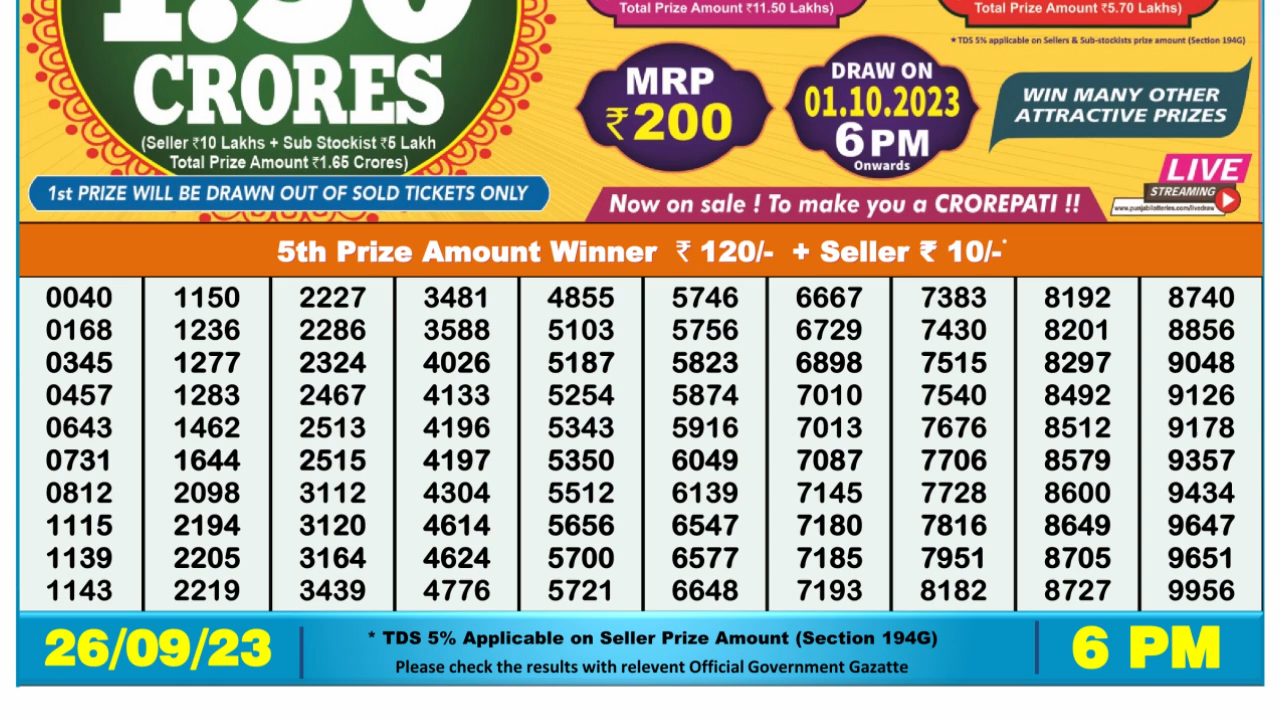 1.50
CRORES
(Seller ₹10 Lakhs + Sub Stockist ₹5 Lakh
Total Prize Amount ₹1.65 Crores)
1st PRIZE WILL BE DRAWN OUT OF SOLD TICKETS ONLY
Total Prize Amount ₹11.50 Lakhs)
Total Prize Amount ₹5.70 Lakhs)
* TDS 5% applicable on Sellers & Sub-stockists prize amount (Section 194G)
MRP
₹200
DRAW ON
01.10.2023
6 PM
Onwards
WIN MANY OTHER
ATTRACTIVE PRIZES
LIVE
STREAMING
www.punjablotteries.com/livedraw
Now on sale ! To make you a CROREPATI !!
5th Prize Amount Winner ₹ 120/- + Seller ₹ 10/-*
0040 1150 2227 3481 4855 5746 6667 7383 8192 8740
0168 1236 2286 3588 5103 5756 6729 7430 8201 8856
0345 1277 2324 4026 5187 5823 6898 7515 8297 9048
0457 1283 2467 4133 5254 5874 7010 7540 8492 9126
0643 1462 2513 4196 5343 5916 7013 7676 8512 9178
0731 1644 2515 4197 5350 6049 7087 7706 8579 9357
0812 2098 3112 4304 5512 6139 7145 7728 8600 9434
1115 2194 3120 4614 5656 6547 7180 7816 8649 9647
1139 2205 3164 4624 5700 6577 7185 7951 8705 9651
1143 2219 3439 4776 5721 6648 7193 8182 8727 9956
26/09/23
* TDS 5% Applicable on Seller Prize Amount (Section 194G)
Please check the results with relevent Official Government Gazatte
6 PM